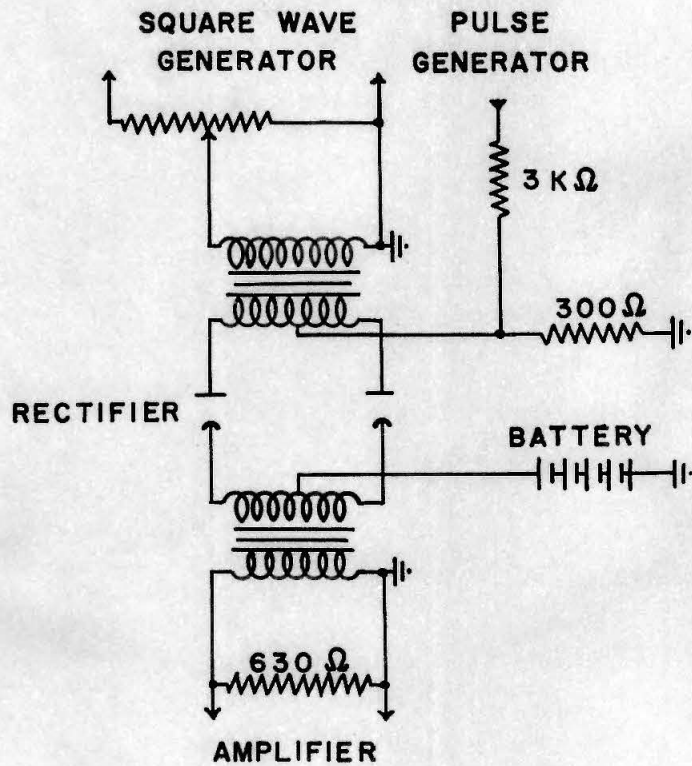 SQUARE WAVE
GENERATOR
PULSE
GENERATOR
3 KΩ
300Ω
RECTIFIER
BATTERY
630 Ω
AMPLIFIER